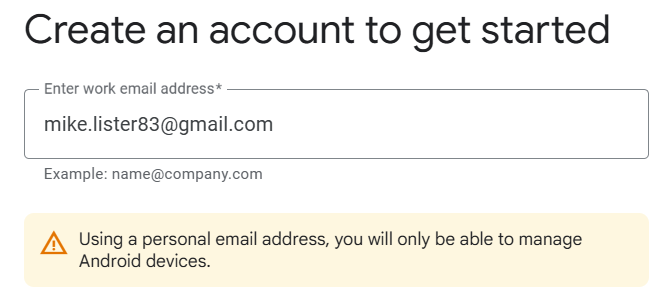 Create an account to get started
Enter work email address*
mike.lister83@gmail.com
Example: name@company.com
Using a personal email address, you will only be able to manage
Android devices.